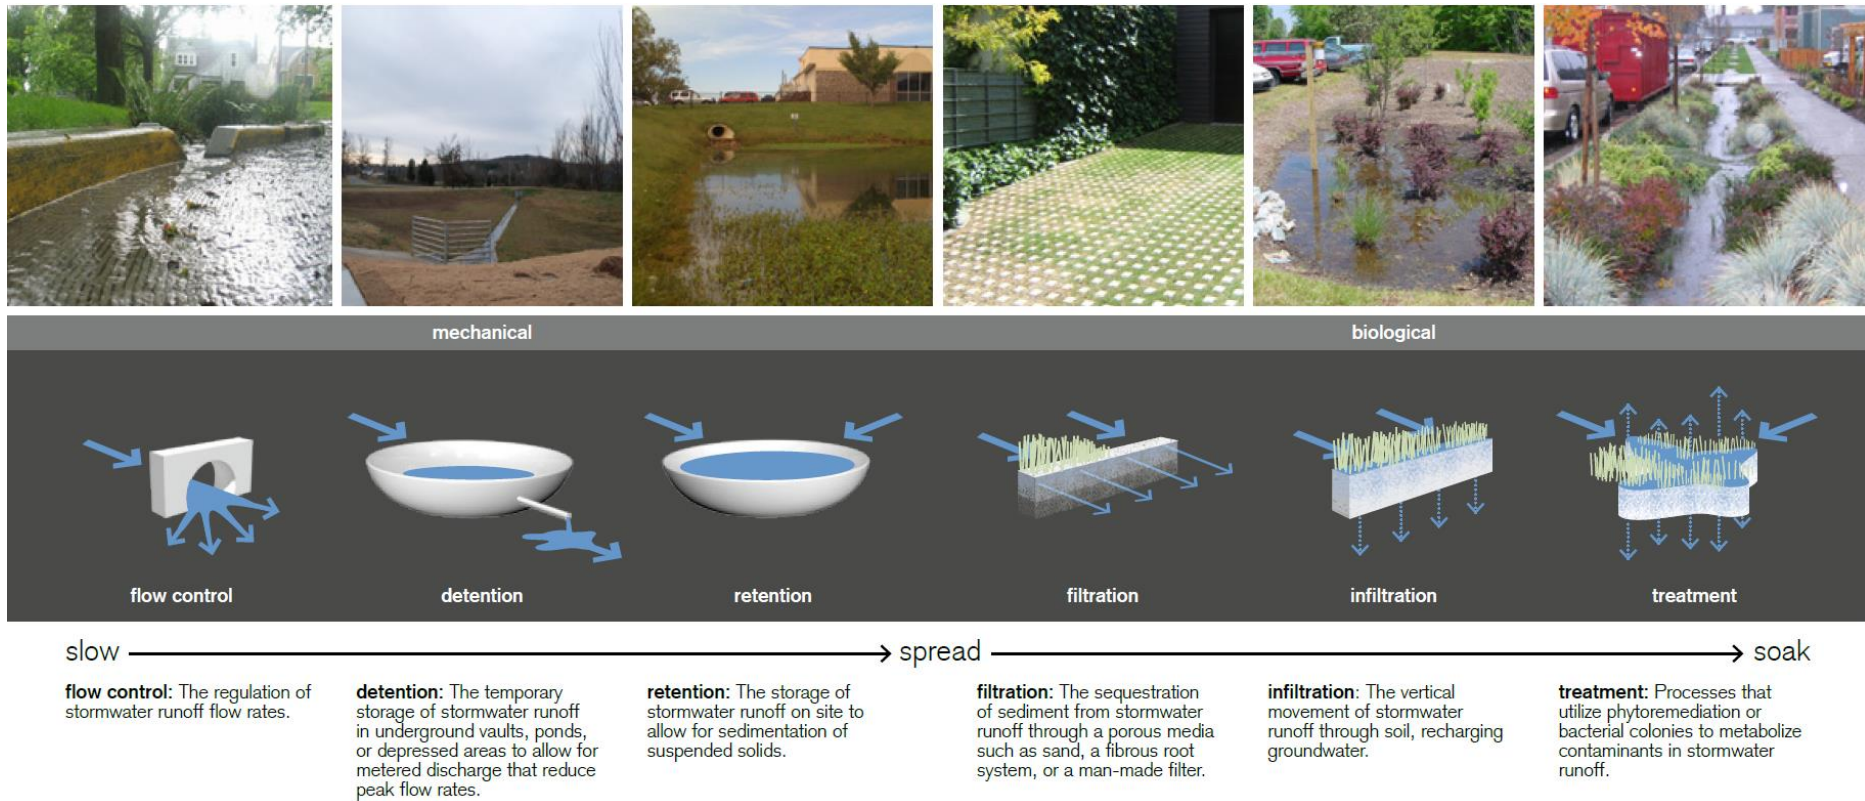 mechanical
biological
flow control
detention
retention
filtration
infiltration
treatment
slow
spread
soak
flow control: The regulation of
stormwater runoff flow rates.
detention: The temporary
storage of stormwater runoff
in underground vaults, ponds,
or depressed areas to allow for
metered discharge that reduce
peak flow rates.
retention: The storage of
stormwater runoff on site to
allow for sedimentation of
suspended solids.
filtration: The sequestration
of sediment from stormwater
runoff through a porous media
such as sand, a fibrous root
system, or a man-made filter.
infiltration: The vertical
movement of stormwater
runoff through soil, recharging
groundwater.
treatment: Processes that
utilize phytoremediation or
bacterial colonies to metabolize
contaminants in stormwater
runoff.